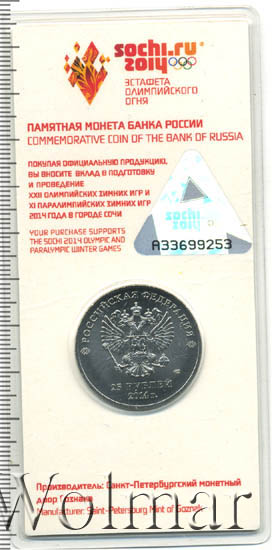 sochi.ru
2014
ЭСТАФЕТА
ОЛИМПИЙСКОГО
ОГНЯ
ПАМЯТНАЯ МОНЕТА БАНКА РОССИИ
COMMEMORATIVE COIN OF THE BANK OF RUSSIA
ПОКУПАЯ ОФИЦИАЛЬНУЮ ПРОДУКЦИЮ,
ВЫ ВНОСИТЕ ВКЛАД В ПОДГОТОВКУ
И ПРОВЕДЕНИЕ
XXII ОЛИМПИЙСКИХ ЗИМНИХ ИГР И
XI ПАРАЛИМПИЙСКИХ ЗИМНИХ ИГР
2014 ГОДА В ГОРОДЕ СОЧИ
YOUR PURCHASE SUPPORTS
THE SOCHI 2014 OLYMPIC AND
PARALYMPIC WINTER GAMES
sochi
2014
A33699253
РОССИЙСКАЯ ФЕДЕРАЦИЯ
25 РУБЛЕЙ
2014 г.
Производитель: Санкт-Петербургский монетный
двор Гознака
Manufacturer: Saint-Petersburg Mint of Goznak
Wolmar